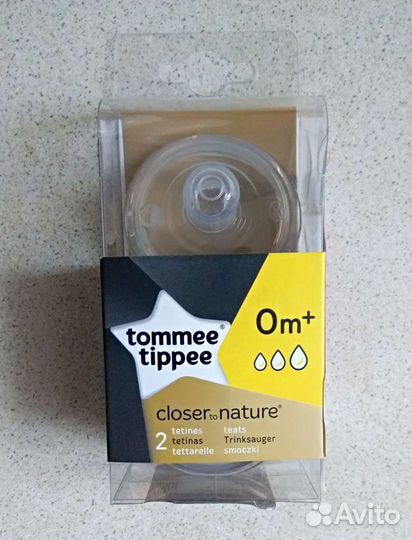 tommee®
tippee
0m+
closer to nature®
2
tetines teats
tetinas Trinksauger
tettarelle smoczki
Avito